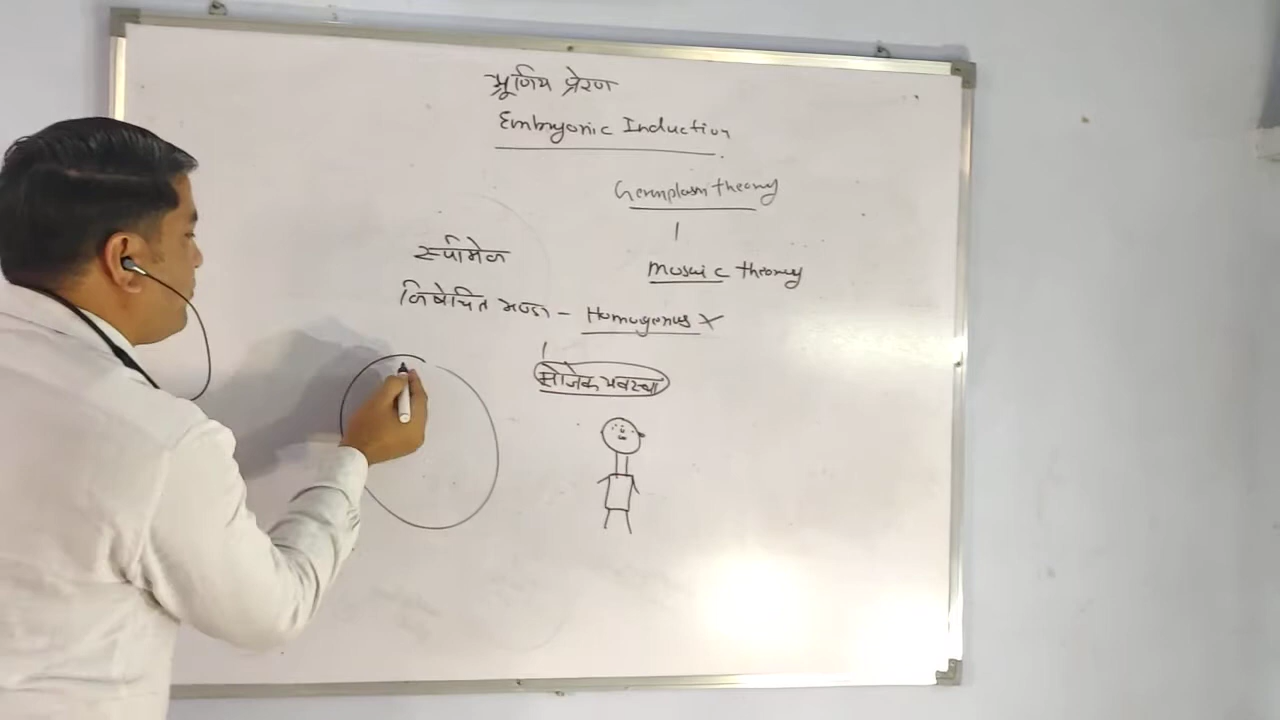 भ्रूणिय प्रेरण
Embryonic Induction
Germplasm theory
स्पीमेन
Mosaic theory
निषेचित अण्डा - Homogenus X
मोजेक अवस्था